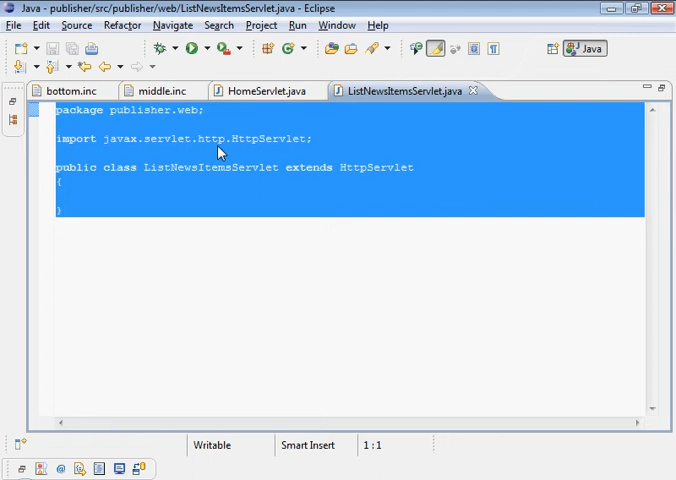 Java - publisher/src/publisher/web/ListNewsItemsServlet.java - Eclipse
File Edit Source Refactor Navigate Search Project Run Window Help
Java
bottom.inc middle.inc HomeServlet.java ListNewsItemsServlet.java
package publisher.web;
import javax.servlet.http.HttpServlet;
public class ListNewsItemsServlet extends HttpServlet
{
}
Writable Smart Insert 1 : 1